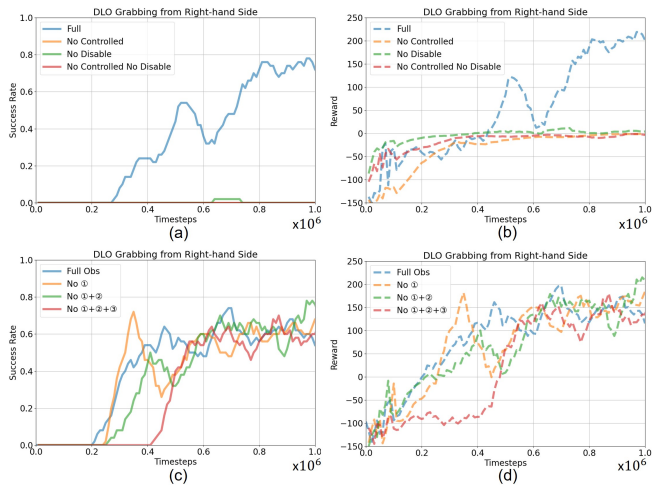 DLO Grabbing from Right-hand Side
Success Rate
1.0
0.8
0.6
0.4
0.2
0.0
Full
No Controlled
No Disable
No Controlled No Disable
0.0 0.2 0.4 0.6 0.8 1.0
Timesteps
x10^6
(a)
DLO Grabbing from Right-hand Side
Reward
250
200
150
100
50
0
−50
−100
−150
Full
No Controlled
No Disable
No Controlled No Disable
0.0 0.2 0.4 0.6 0.8 1.0
Timesteps
x10^6
(b)
DLO Grabbing from Right-hand Side
Success Rate
1.0
0.8
0.6
0.4
0.2
0.0
Full Obs
No ①
No ①+②
No ①+②+③
0.0 0.2 0.4 0.6 0.8 1.0
Timesteps
x10^6
(c)
DLO Grabbing from Right-hand Side
Reward
250
200
150
100
50
0
−50
−100
−150
Full Obs
No ①
No ①+②
No ①+②+③
0.0 0.2 0.4 0.6 0.8 1.0
Timesteps
x10^6
(d)